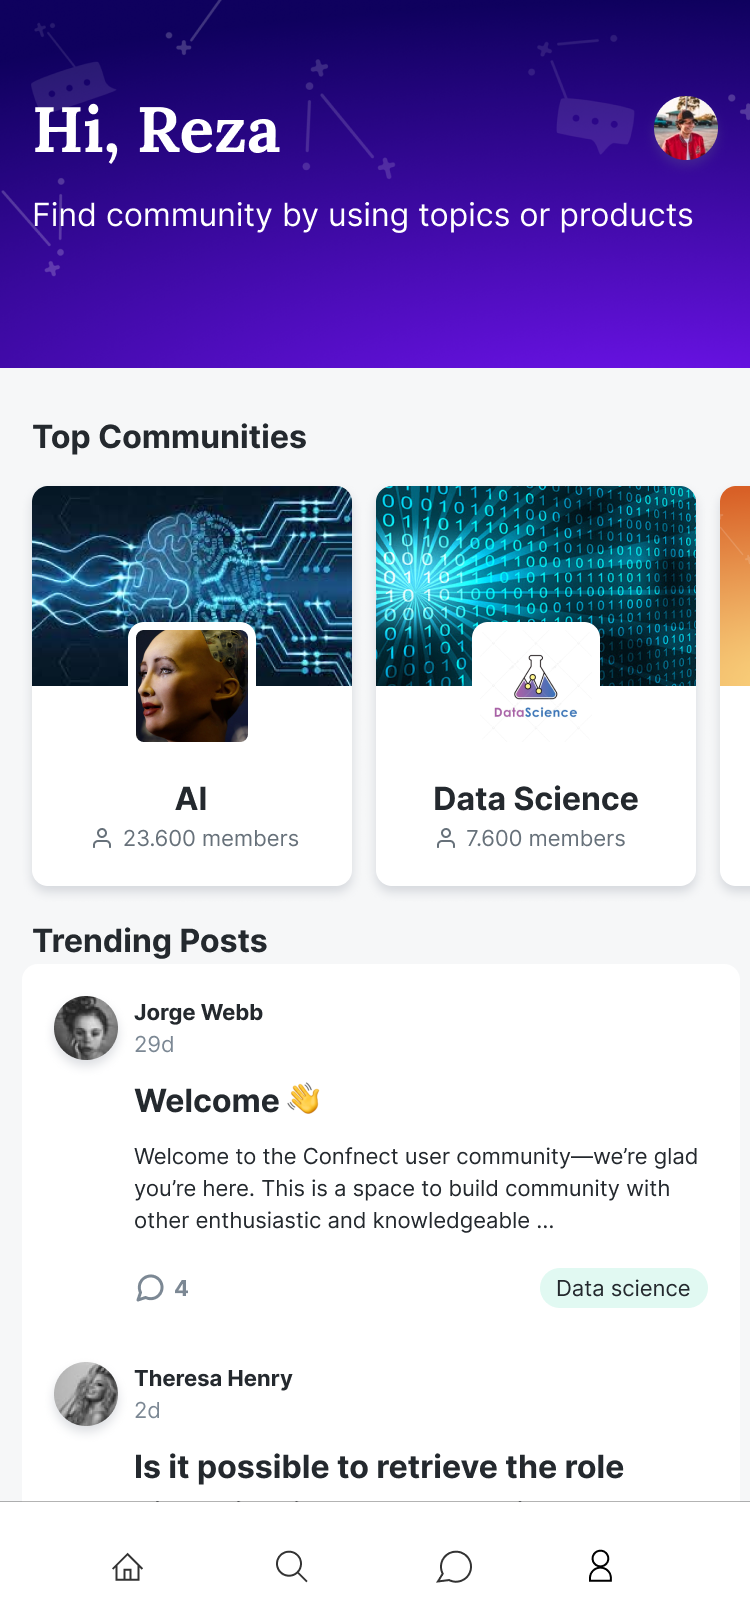 Hi, Reza
Find community by using topics or products
Top Communities
DataScience
AI
Data Science
23.600 members
7.600 members
Trending Posts
Jorge Webb
29d
Welcome 👋
Welcome to the Confnect user community—we’re glad
you’re here. This is a space to build community with
other enthusiastic and knowledgeable ...
4
Data science
Theresa Henry
2d
Is it possible to retrieve the role